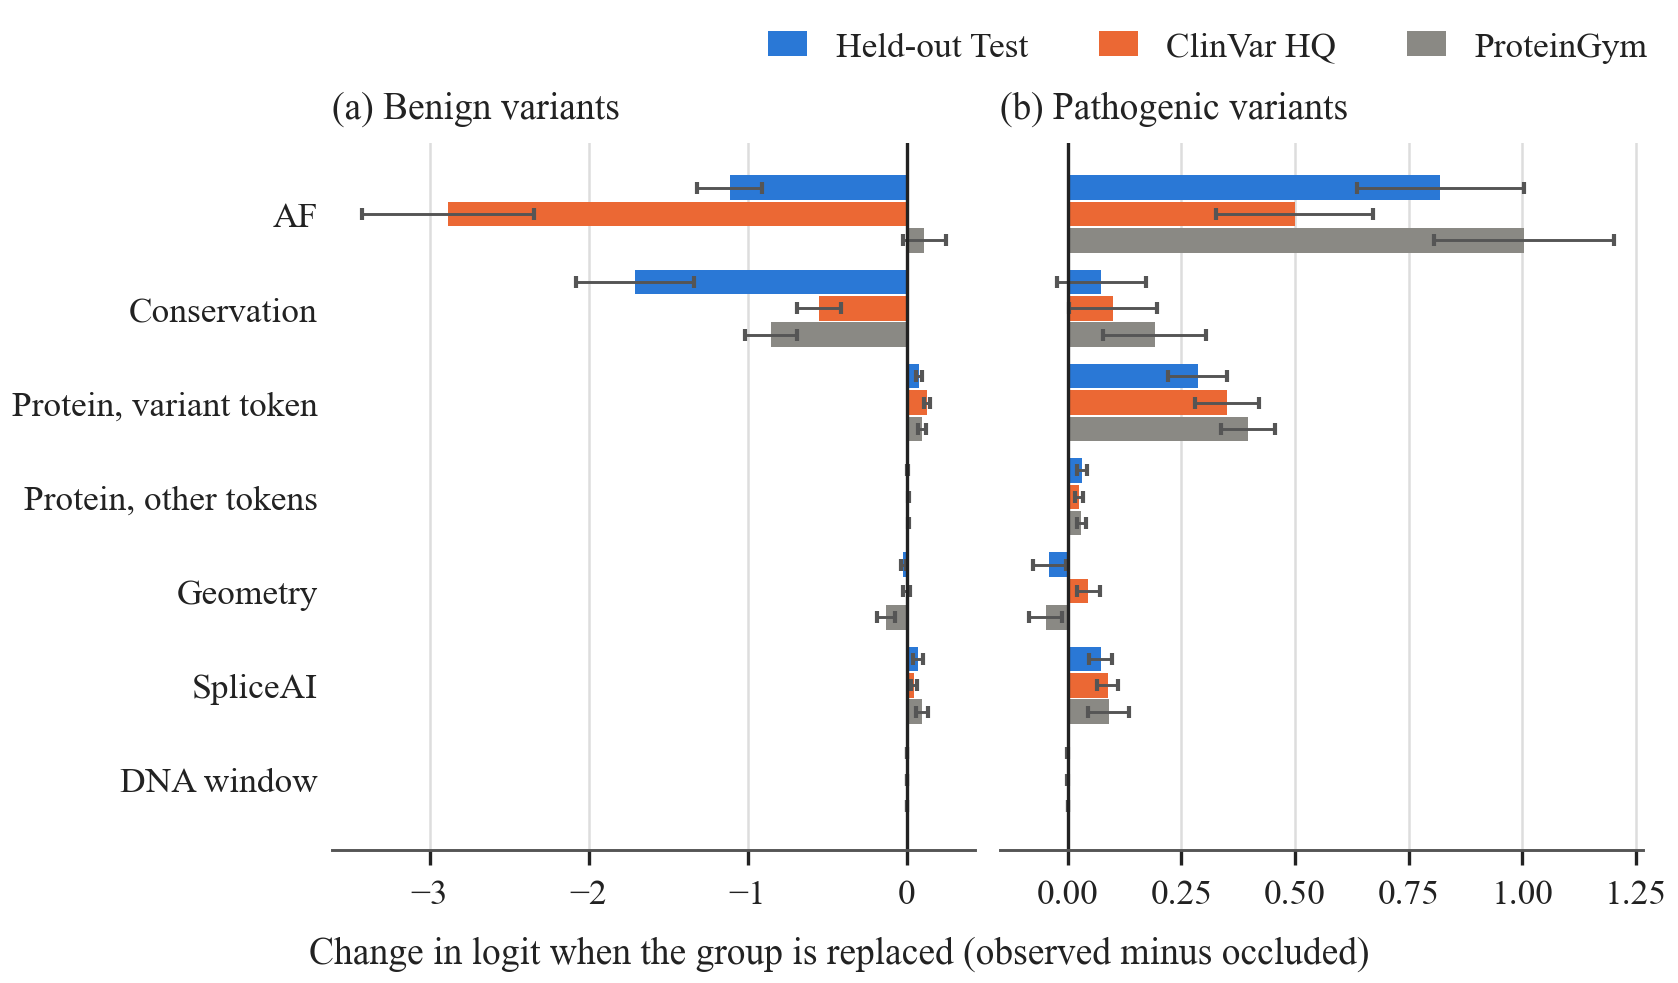 Held-out Test ClinVar HQ ProteinGym
(a) Benign variants (b) Pathogenic variants
AF
Conservation
Protein, variant token
Protein, other tokens
Geometry
SpliceAI
DNA window
−3 −2 −1 0 0.00 0.25 0.50 0.75 1.00 1.25
Change in logit when the group is replaced (observed minus occluded)